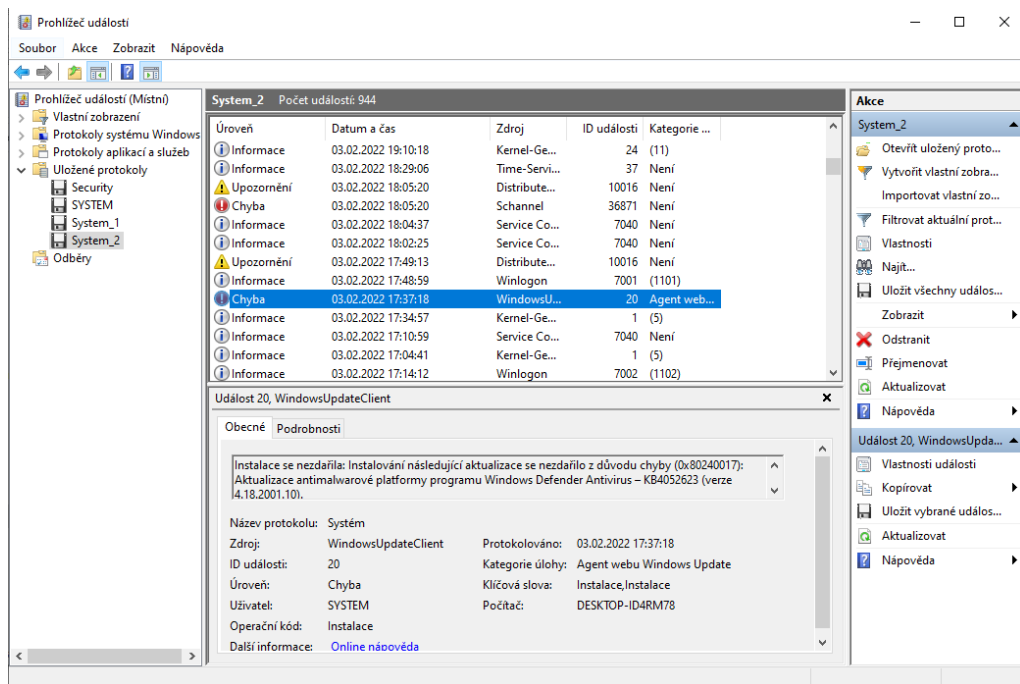 Prohlížeč událostí
Soubor Akce Zobrazit Nápověda
Prohlížeč událostí (Místní)
Vlastní zobrazení
Protokoly systému Windows
Protokoly aplikací a služeb
Uložené protokoly
Security
SYSTEM
System_1
System_2
Odběry
System_2 Počet událostí: 944
Úroveň Datum a čas Zdroj ID události Kategorie ...
Informace 03.02.2022 19:10:18 Kernel-Ge... 24 (11)
Informace 03.02.2022 18:29:06 Time-Servi... 37 Není
Upozornění 03.02.2022 18:05:20 Distribute... 10016 Není
Chyba 03.02.2022 18:05:20 Schannel 36871 Není
Informace 03.02.2022 18:04:37 Service Co... 7040 Není
Informace 03.02.2022 18:02:25 Service Co... 7040 Není
Upozornění 03.02.2022 17:49:13 Distribute... 10016 Není
Informace 03.02.2022 17:48:59 Winlogon 7001 (1101)
Chyba 03.02.2022 17:37:18 WindowsU... 20 Agent web...
Informace 03.02.2022 17:34:57 Kernel-Ge... 1 (5)
Informace 03.02.2022 17:10:59 Service Co... 7040 Není
Informace 03.02.2022 17:04:41 Kernel-Ge... 1 (5)
Informace 03.02.2022 17:14:12 Winlogon 7002 (1102)
Událost 20, WindowsUpdateClient
Obecné Podrobnosti
Instalace se nezdařila: Instalování následující aktualizace se nezdařilo z důvodu chyby (0x80240017):
Aktualizace antimalwarové platformy programu Windows Defender Antivirus – KB4052623 (verze
4.18.2001.10).
Název protokolu: Systém
Zdroj: WindowsUpdateClient Protokolováno: 03.02.2022 17:37:18
ID události: 20 Kategorie úlohy: Agent webu Windows Update
Úroveň: Chyba Klíčová slova: Instalace,Instalace
Uživatel: SYSTEM Počítač: DESKTOP-ID4RM78
Operační kód: Instalace
Další informace: Online nápověda
Akce
System_2
Otevřít uložený proto...
Vytvořit vlastní zobra...
Importovat vlastní zo...
Filtrovat aktuální prot...
Vlastnosti
Najít...
Uložit všechny událos...
Zobrazit
Odstranit
Přejmenovat
Aktualizovat
Nápověda
Událost 20, WindowsUpda...
Vlastnosti události
Kopírovat
Uložit vybrané událos...
Aktualizovat
Nápověda